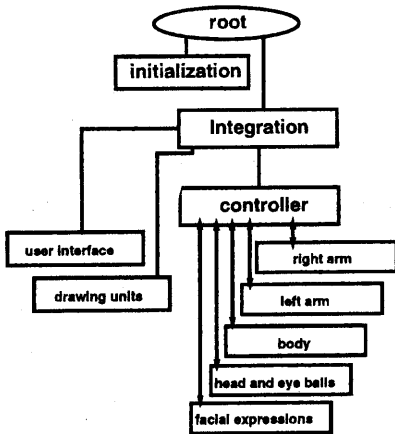 root
initialization
Integration
controller
user interface
right arm
drawing units
left arm
body
head and eye balls
facial expressions